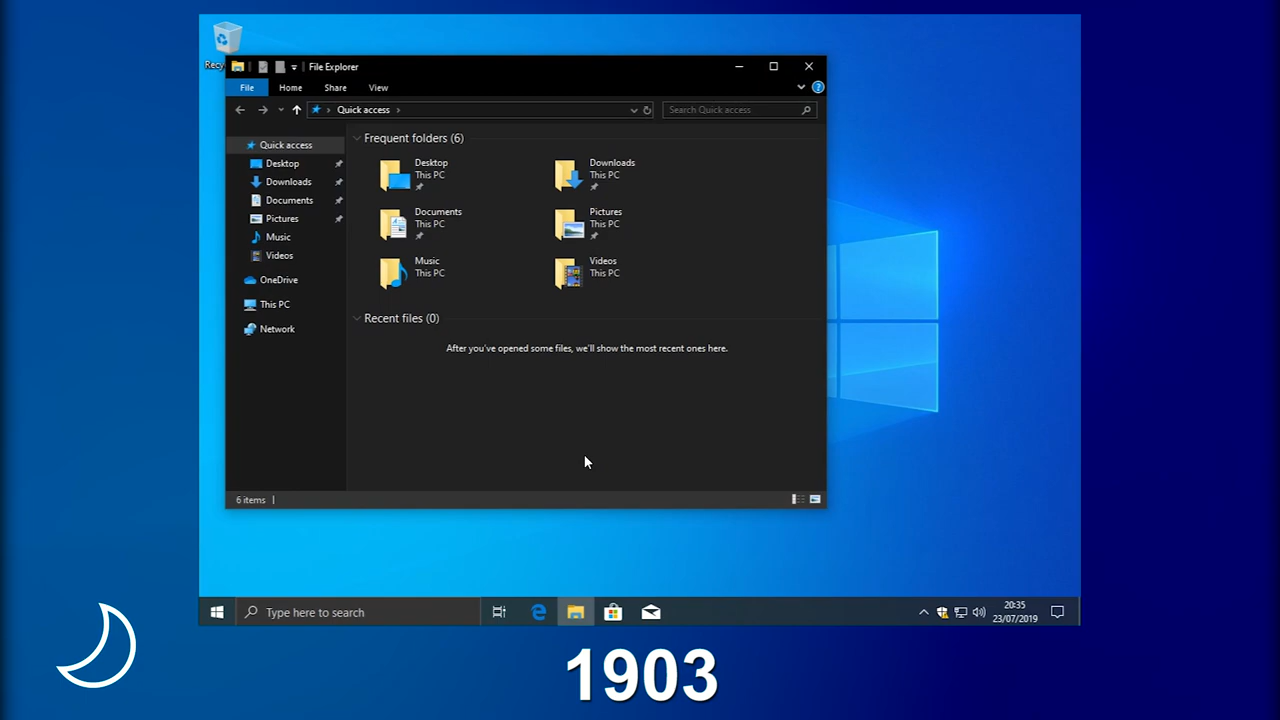 Recy
File Explorer
File Home Share View
Quick access
Search Quick access
Quick access
Desktop
Downloads
Documents
Pictures
Music
Videos
OneDrive
This PC
Network
Frequent folders (6)
Desktop
This PC
Downloads
This PC
Documents
This PC
Pictures
This PC
Music
This PC
Videos
This PC
Recent files (0)
After you've opened some files, we'll show the most recent ones here.
6 items
Type here to search
20:35
23/07/2019
1903